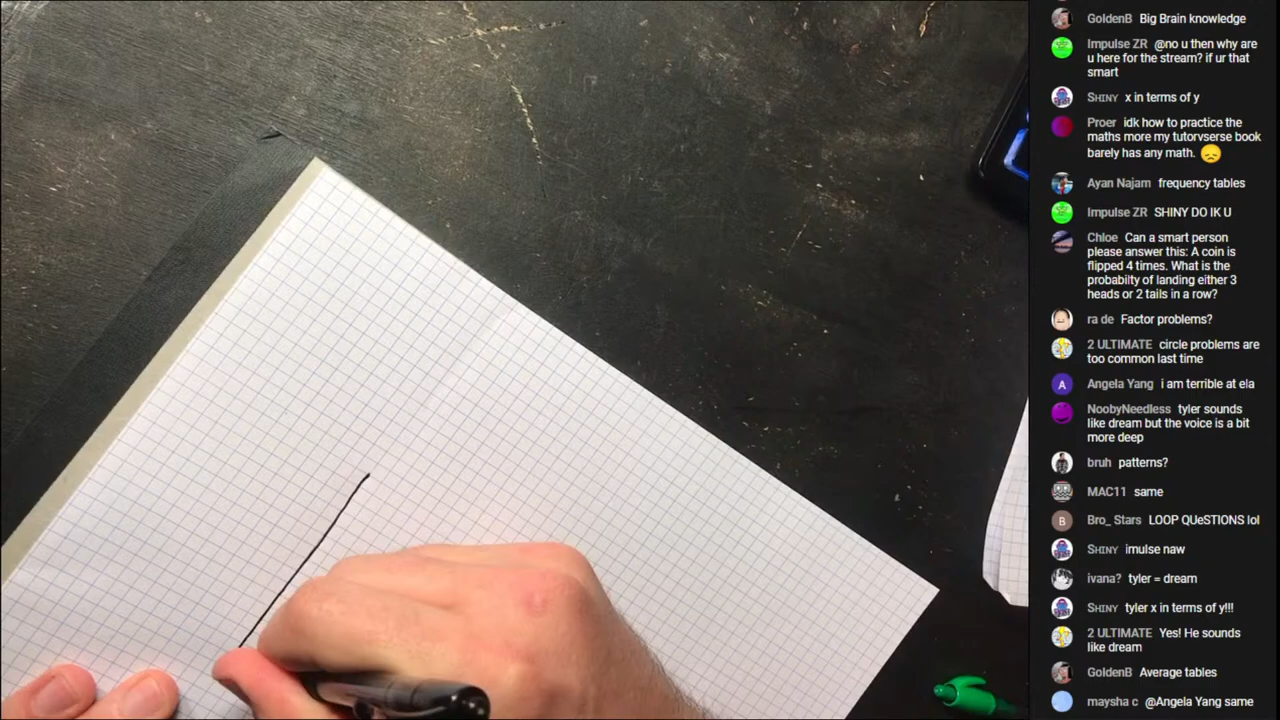 GoldenB Big Brain knowledge
Impulse ZR @no u then why are
u here for the stream? if ur that
smart
Shiny x in terms of y
Proer idk how to practice the
maths more my tutorvserse book
barely has any math. 😞
Ayan Najam frequency tables
Impulse ZR SHINY DO IK U
Chloe Can a smart person
please answer this: A coin is
flipped 4 times. What is the
probabilty of landing either 3
heads or 2 tails in a row?
ra de Factor problems?
2 ULTIMATE circle problems are
too common last time
A
Angela Yang i am terrible at ela
NoobyNeedless tyler sounds
like dream but the voice is a bit
more deep
bruh patterns?
MAC11 same
B
Bro_ Stars LOOP QUeSTIONS lol
Shiny imulse naw
ivana? tyler = dream
Shiny tyler x in terms of y!!!
2 ULTIMATE Yes! He sounds
like dream
GoldenB Average tables
maysha c @Angela Yang same